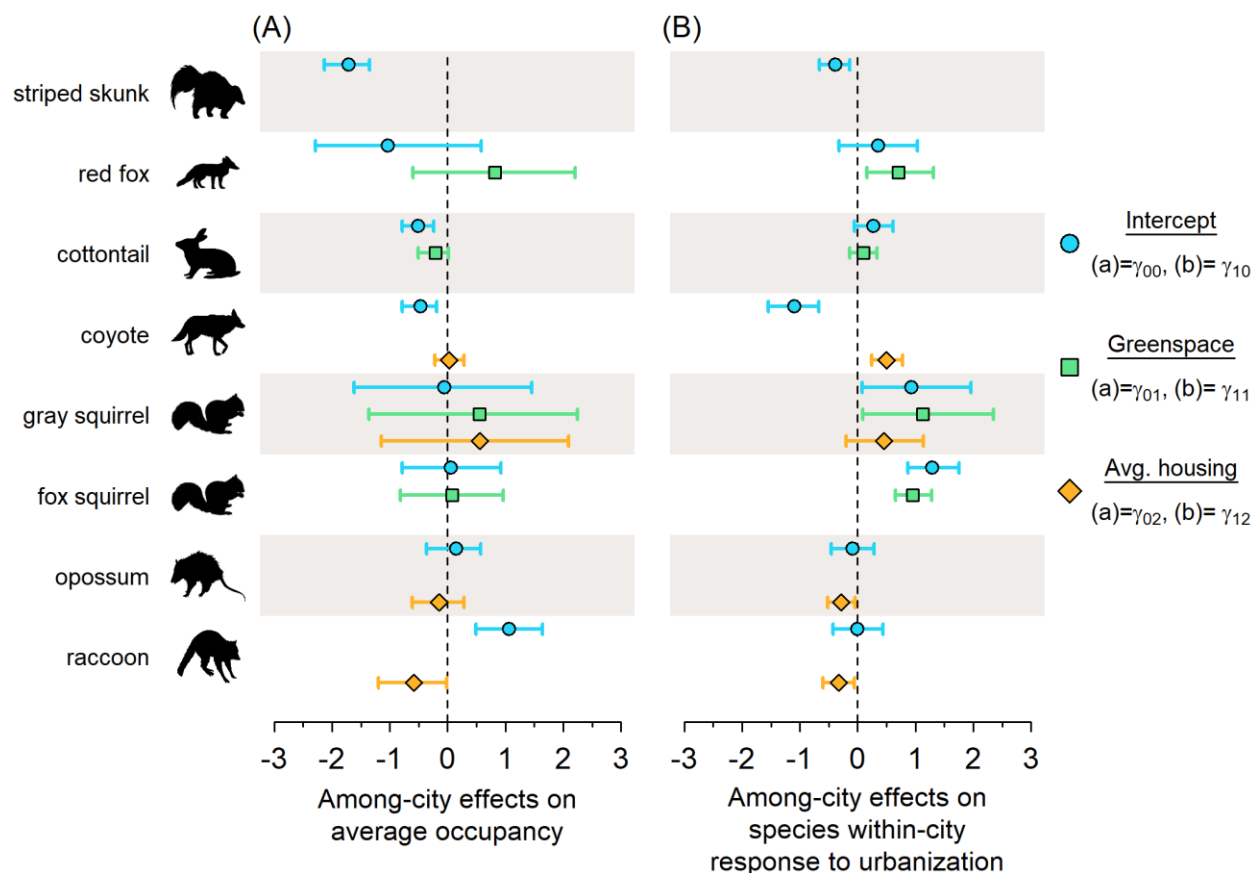 (A)
(B)
striped skunk
red fox
cottontail
coyote
gray squirrel
fox squirrel
opossum
raccoon
-3 -2 -1 0 1 2 3
-3 -2 -1 0 1 2 3
Among-city effects on
average occupancy
Among-city effects on
species within-city
response to urbanization
Intercept
(a)=γ₀₀, (b)= γ₁₀
Greenspace
(a)=γ₀₁, (b)= γ₁₁
Avg. housing
(a)=γ₀₂, (b)= γ₁₂